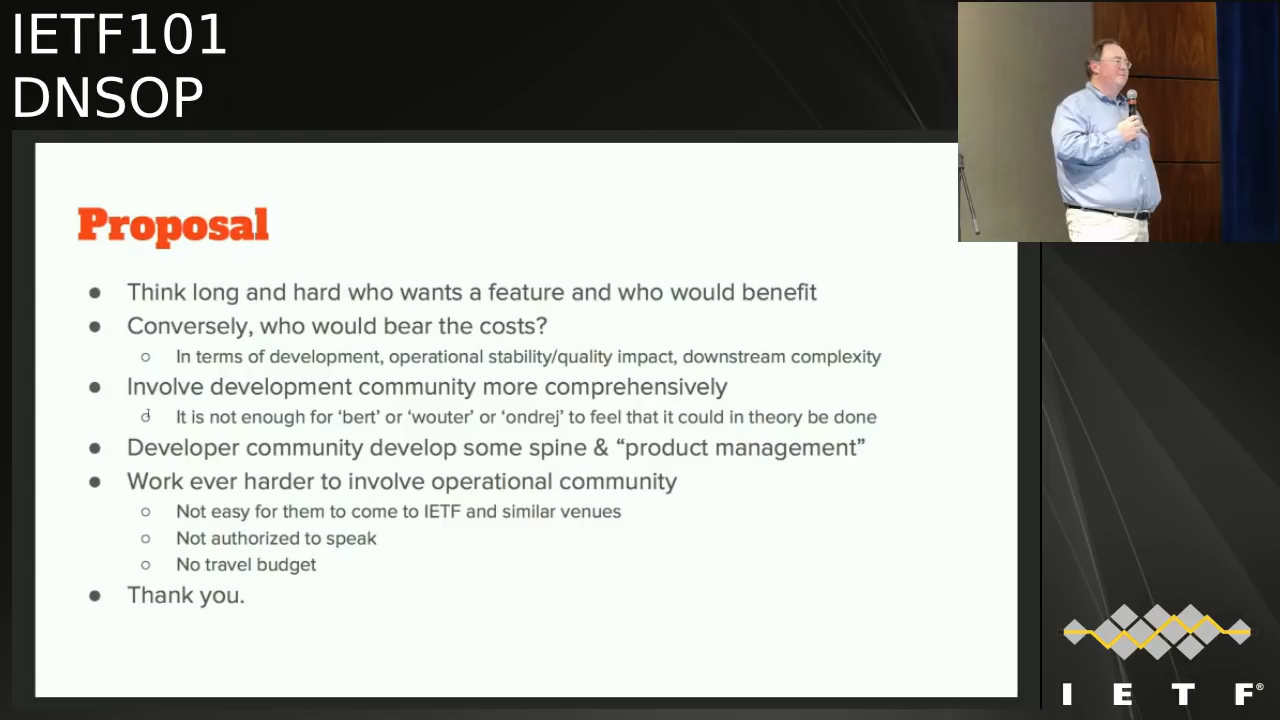 IETF101
DNSOP
Proposal
● Think long and hard who wants a feature and who would benefit
● Conversely, who would bear the costs?
○ In terms of development, operational stability/quality impact, downstream complexity
● Involve development community more comprehensively
○ It is not enough for ‘bert’ or ‘wouter’ or ‘ondrej’ to feel that it could in theory be done
● Developer community develop some spine & “product management”
● Work ever harder to involve operational community
○ Not easy for them to come to IETF and similar venues
○ Not authorized to speak
○ No travel budget
● Thank you.
I E T F®